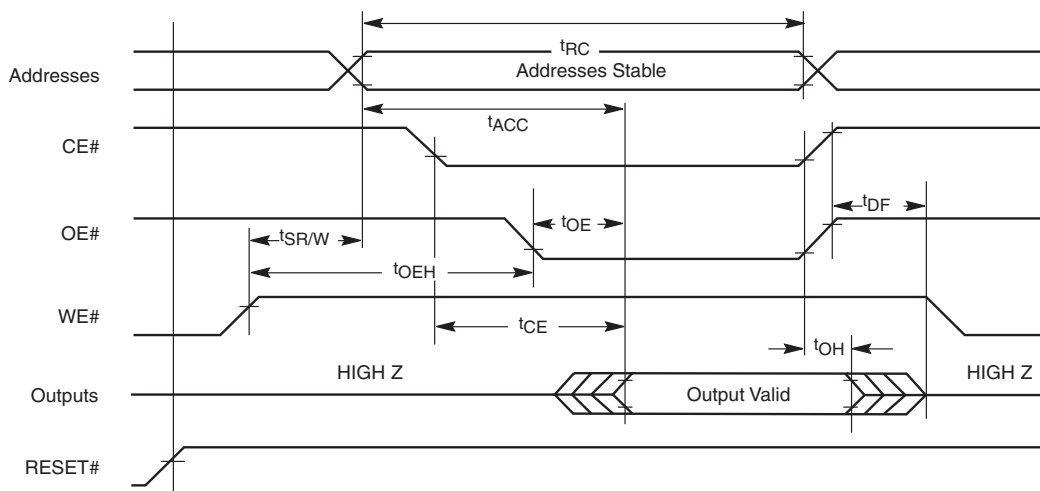 tRC
Addresses
Addresses Stable
tACC
CE#
tDF
OE#
tOE
tSR/W
tOEH
WE#
tCE
tOH
HIGH Z
HIGH Z
Outputs
Output Valid
RESET#